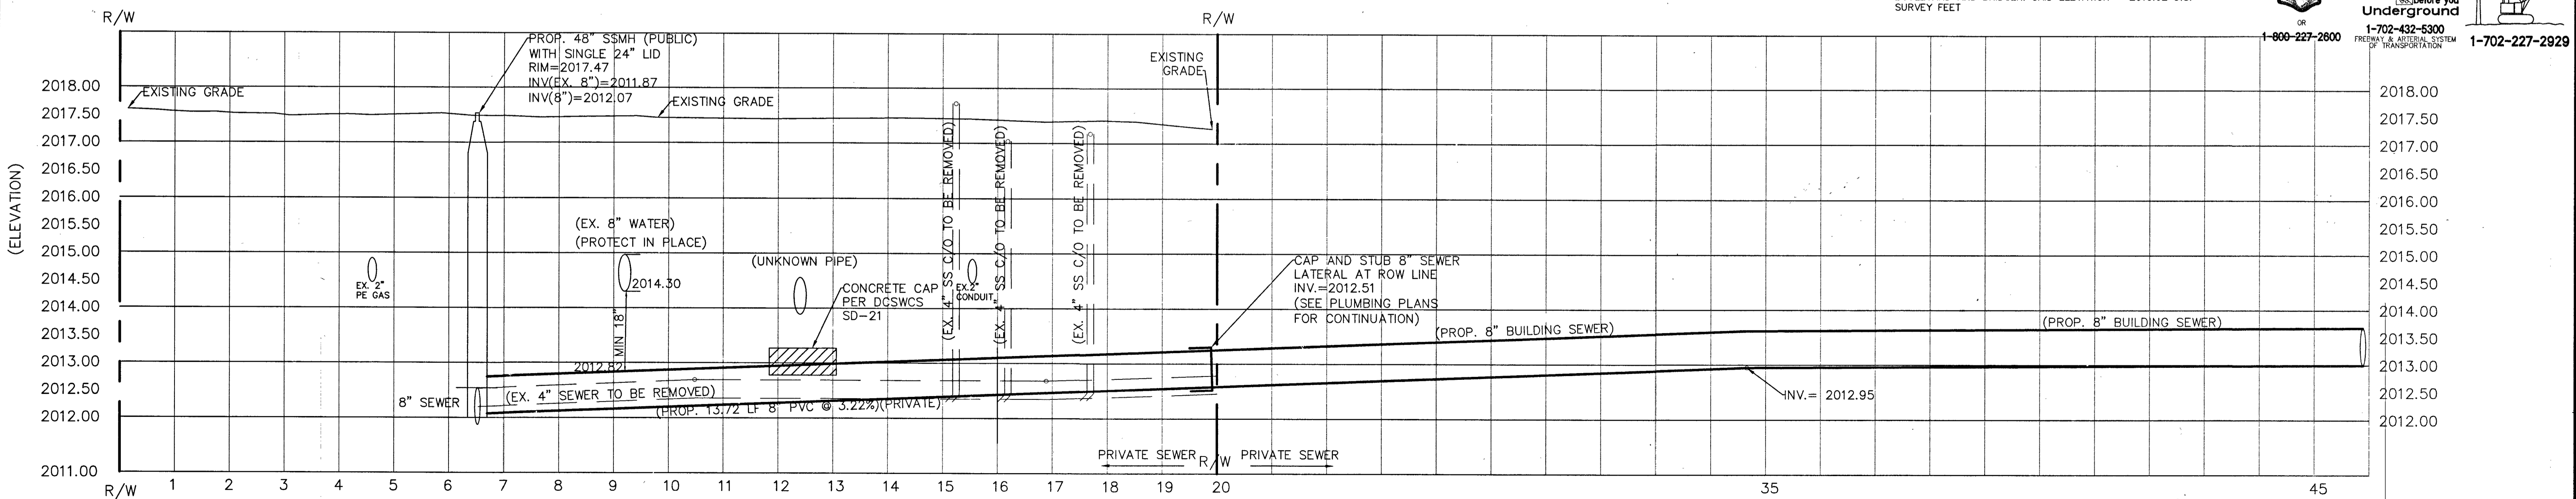 SURVEY FEET
before you
Underground
OR
1-800-227-2600
1-702-432-5300
FREEWAY & ARTERIAL SYSTEM
OF TRANSPORTATION
1-702-227-2929
R/W
R/W
PROP. 48" SSMH (PUBLIC)
WITH SINGLE 24" LID
RIM=2017.47
INV(EX. 8")=2011.87
INV(8")=2012.07
EXISTING
GRADE
EXISTING GRADE
EXISTING GRADE
(ELEVATION)
2018.00
2017.50
2017.00
2016.50
2016.00
2015.50
2015.00
2014.50
2014.00
2013.50
2013.00
2012.50
2012.00
2011.00
2018.00
2017.50
2017.00
2016.50
2016.00
2015.50
2015.00
2014.50
2014.00
2013.50
2013.00
2012.50
2012.00
(EX. 8" WATER)
(PROTECT IN PLACE)
2014.30
MIN 18"
2012.82
EX. 2"
PE GAS
(UNKNOWN PIPE)
CONCRETE CAP
PER DCSWCS
SD-21
(EX. 4" SS C/O TO BE REMOVED)
EX.2"
CONDUIT
(EX. 4" SS C/O TO BE REMOVED)
(EX. 4" SS C/O TO BE REMOVED)
CAP AND STUB 8" SEWER
LATERAL AT ROW LINE
INV.=2012.51
(SEE PLUMBING PLANS
FOR CONTINUATION)
(PROP. 8" BUILDING SEWER)
(PROP. 8" BUILDING SEWER)
8" SEWER
(EX. 4" SEWER TO BE REMOVED)
(PROP. 13.72 LF 8" PVC @ 3.22%)(PRIVATE)
INV.= 2012.95
PRIVATE SEWER
R/W
PRIVATE SEWER
R/W
1 2 3 4 5 6 7 8 9 10 11 12 13 14 15 16 17 18 19 20 35 45